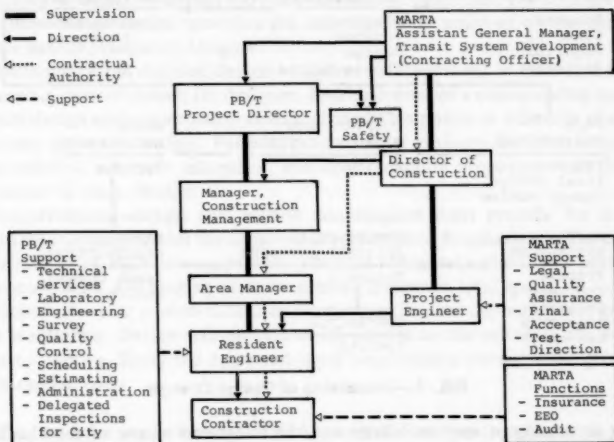 Supervision
Direction
Contractual
Authority
Support
MARTA
Assistant General Manager,
Transit System Development
(Contracting Officer)
PB/T
Project Director
PB/T
Safety
Director of
Construction
Manager,
Construction
Management
PB/T
Support
- Technical
Services
- Laboratory
- Engineering
- Survey
- Quality
Control
- Scheduling
- Estimating
- Administration
- Delegated
Inspections
for City
Area Manager
Project
Engineer
MARTA
Support
- Legal
- Quality
Assurance
- Final
Acceptance
- Test
Direction
Resident
Engineer
Construction
Contractor
MARTA
Functions
- Insurance
- EEO
- Audit